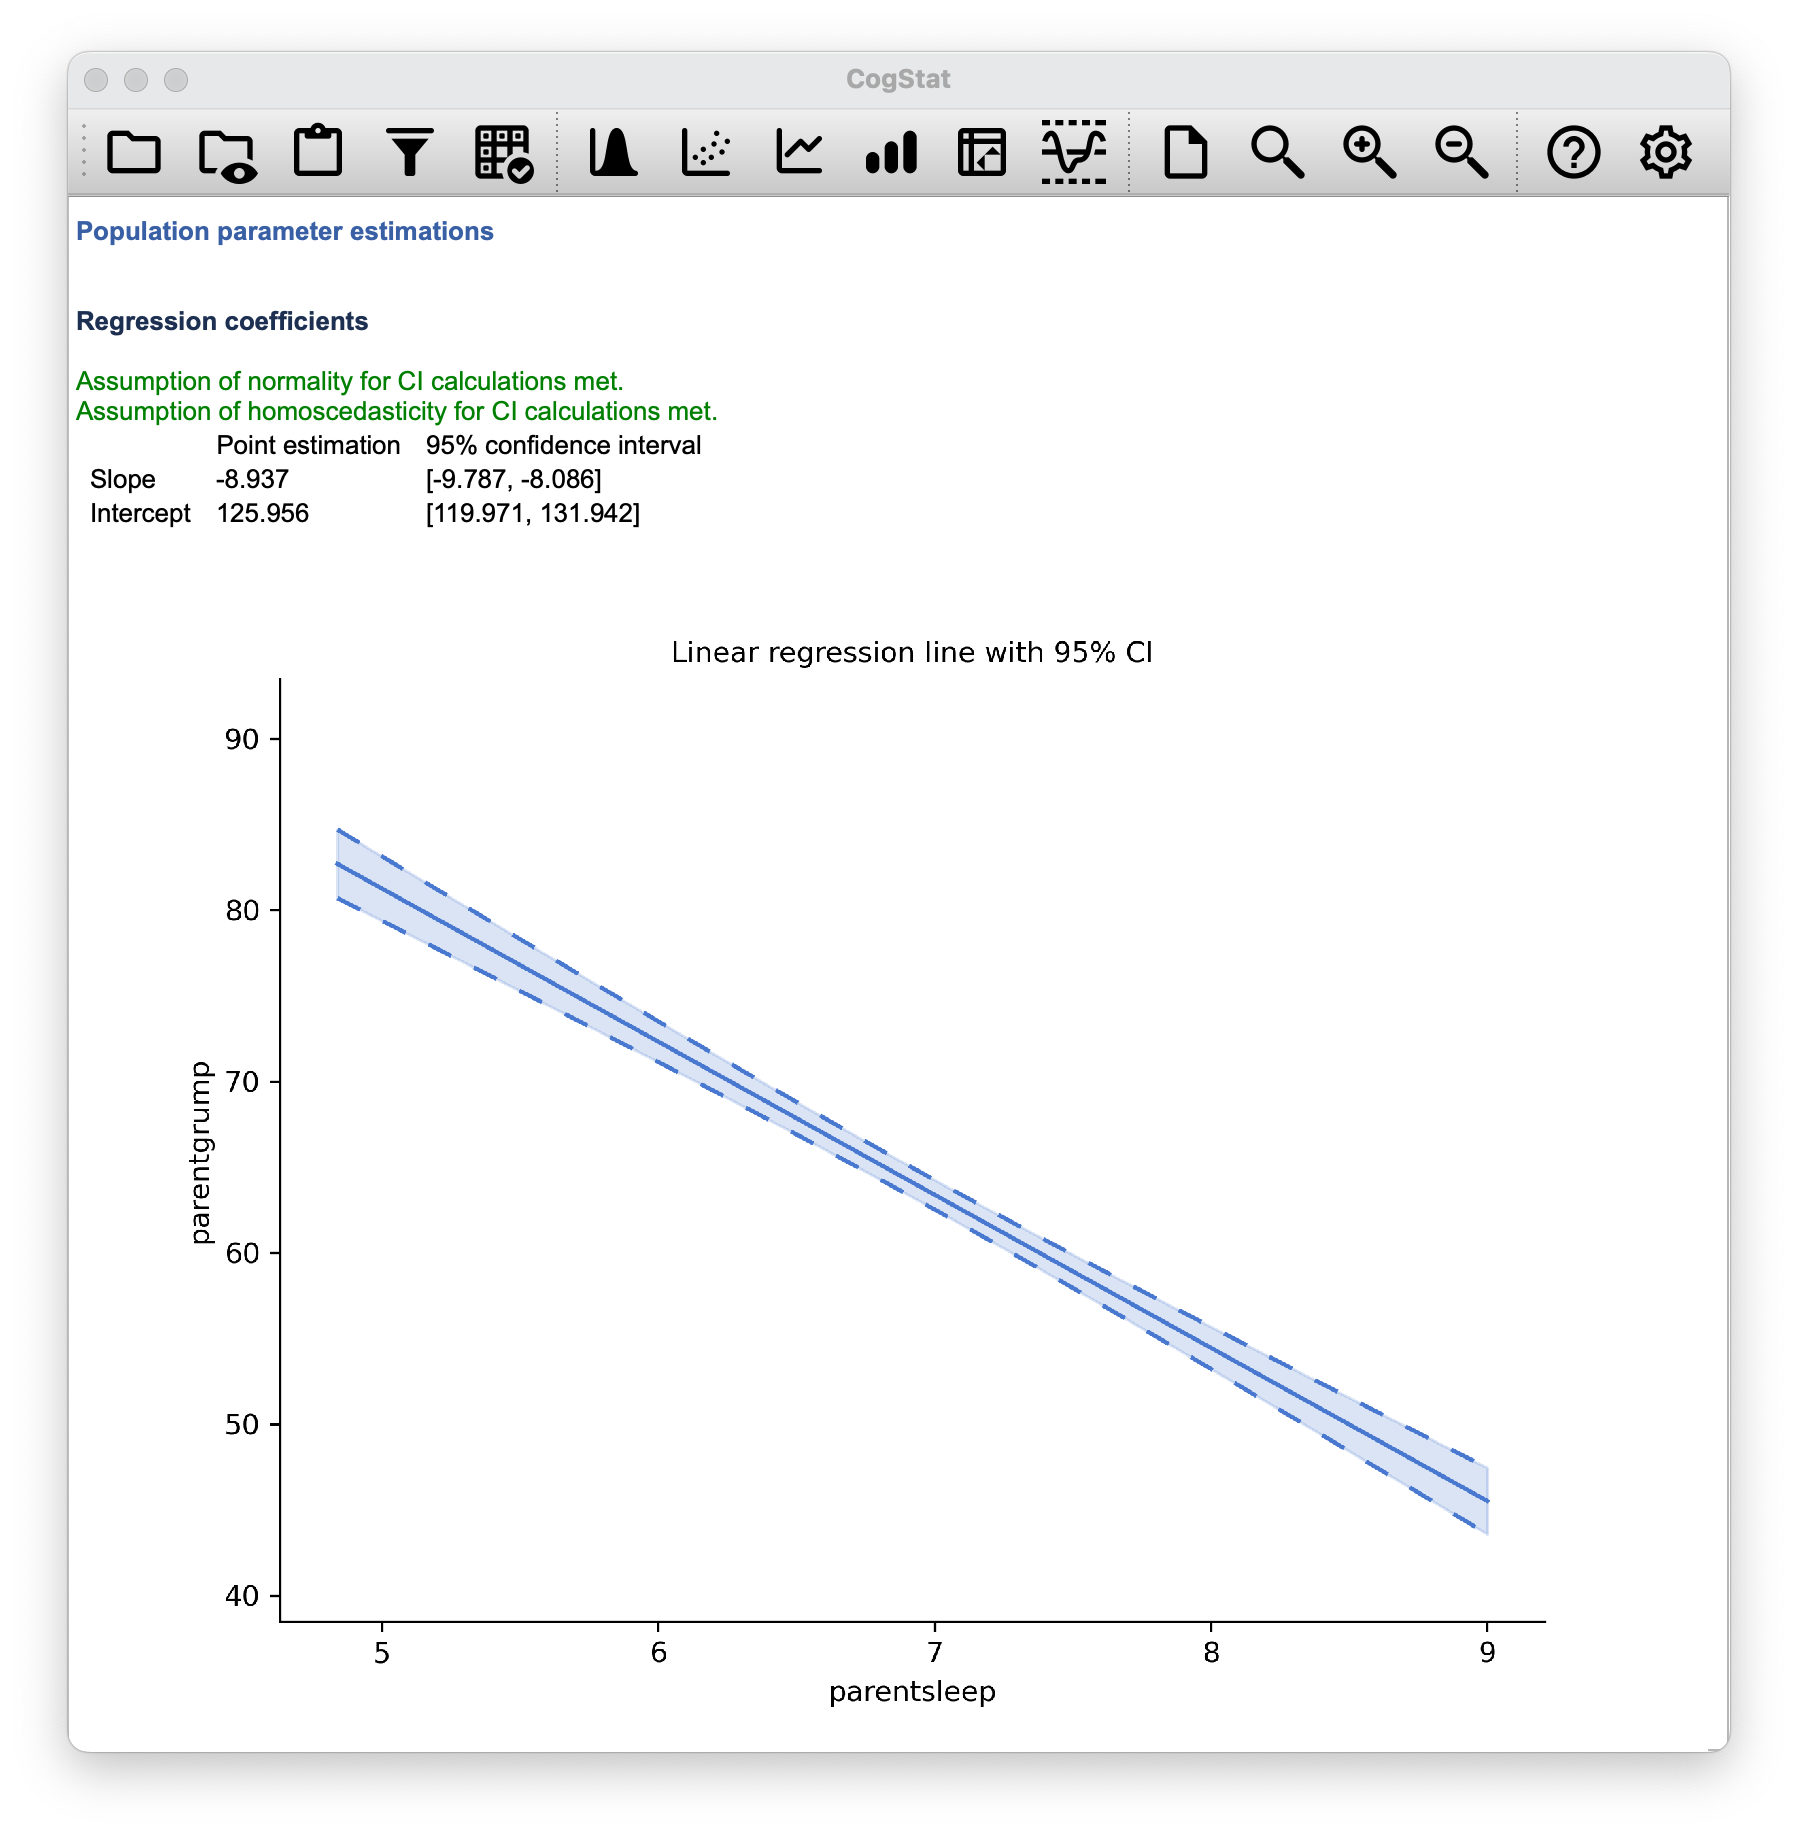 CogStat
Population parameter estimations
Regression coefficients
Assumption of normality for CI calculations met.
Assumption of homoscedasticity for CI calculations met.
Point estimation 95% confidence interval
Slope -8.937 [-9.787, -8.086]
Intercept 125.956 [119.971, 131.942]
Linear regression line with 95% CI
90
80
70
60
50
40
parentgrump
5 6 7 8 9
parentsleep